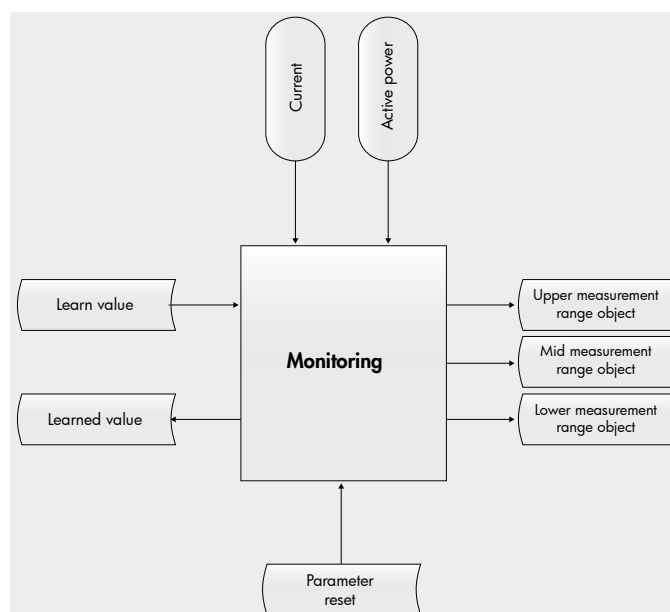 Current
Active power
Learn value
Upper measurement
range object
Monitoring
Mid measurement
range object
Learned value
Lower measurement
range object
Parameter
reset